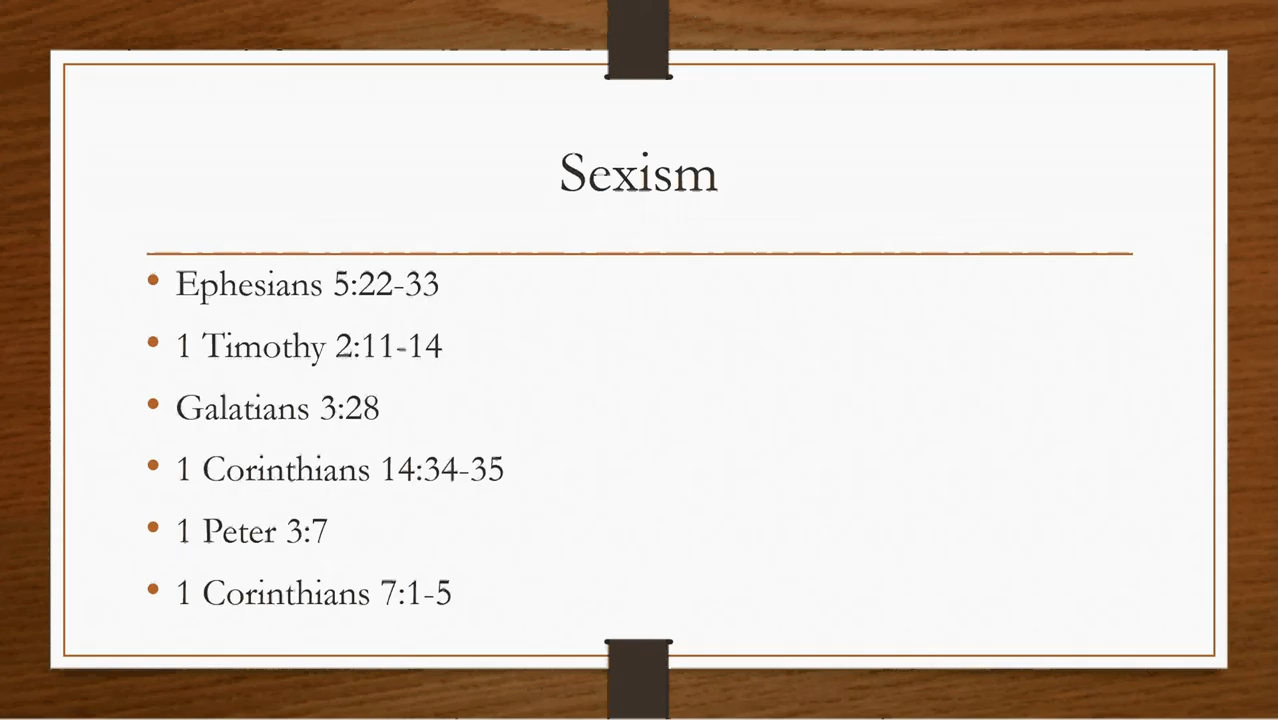 Sexism
• Ephesians 5:22-33
• 1 Timothy 2:11-14
• Galatians 3:28
• 1 Corinthians 14:34-35
• 1 Peter 3:7
• 1 Corinthians 7:1-5